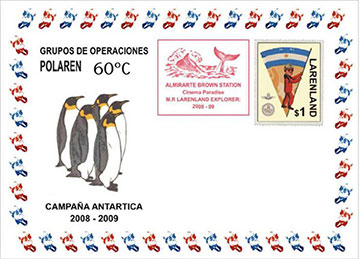 GRUPOS DE OPERACIONES
POLAREN 60°C
ALMIRARTE BROWN STATION
Cinema Paradise
M.R LARENLAND EXPLORER:
2008 - 09
LARENLAND
$1
CAMPAÑA ANTARTICA
2008 - 2009